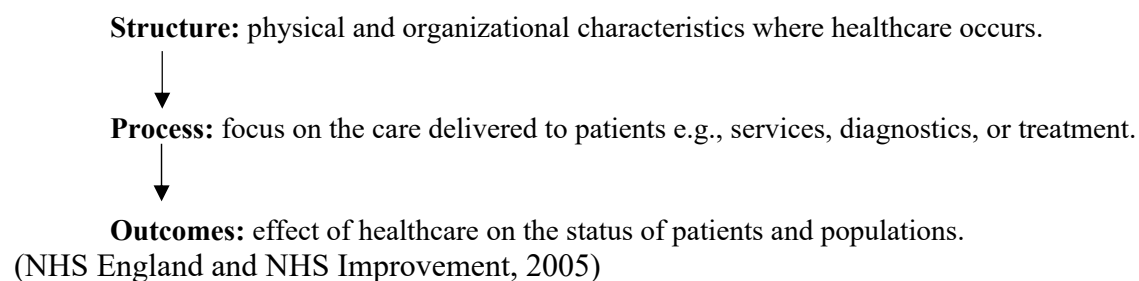 Structure: physical and organizational characteristics where healthcare occurs.
Process: focus on the care delivered to patients e.g., services, diagnostics, or treatment.
Outcomes: effect of healthcare on the status of patients and populations.
(NHS England and NHS Improvement, 2005)